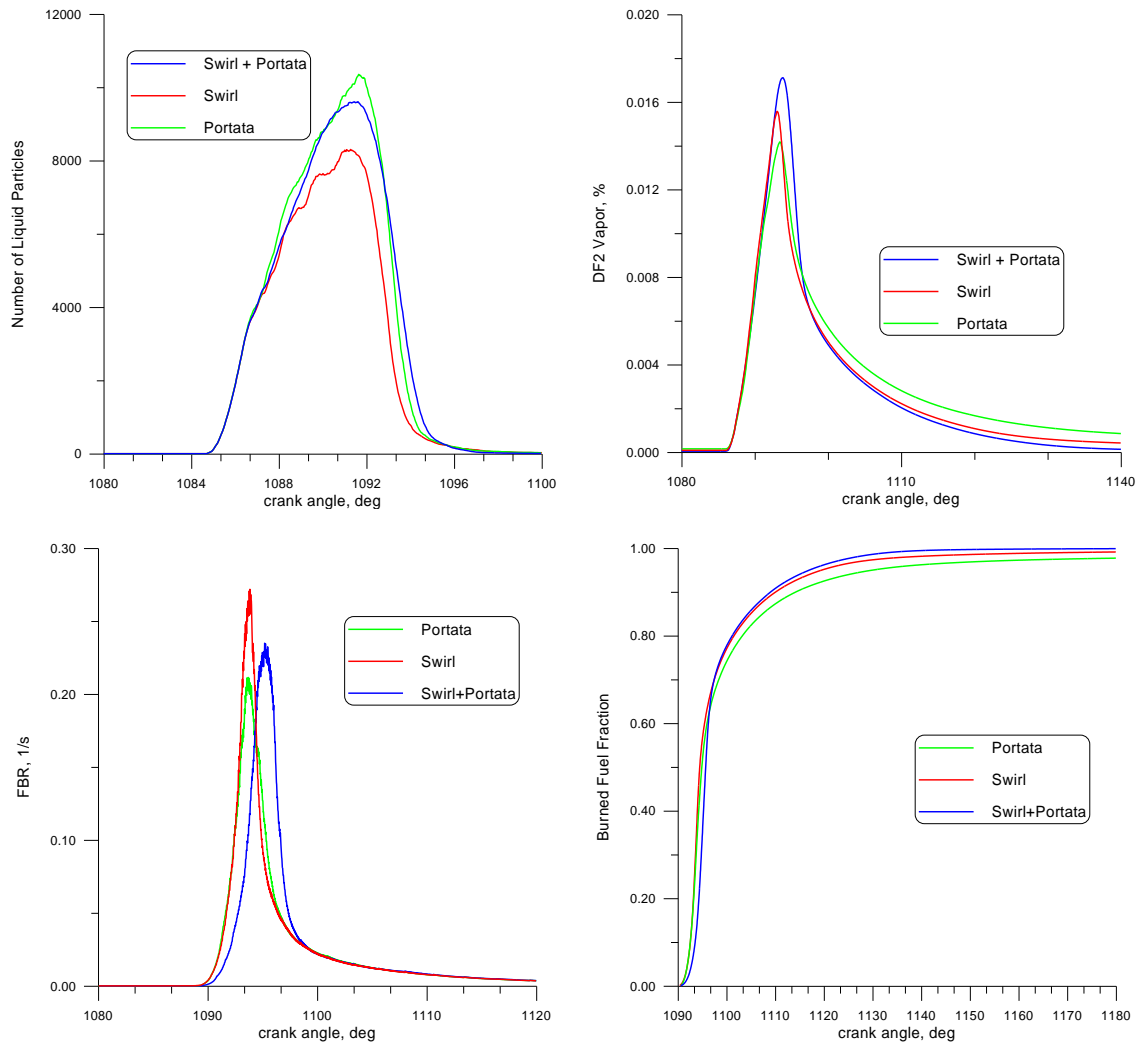 12000
8000
4000
0
Number of Liquid Particles
Swirl + Portata
Swirl
Portata
1080 1084 1088 1092 1096 1100
crank angle, deg
0.020
0.016
0.012
0.008
0.004
0.000
DF2 Vapor, %
Swirl + Portata
Swirl
Portata
1080 1110 1140
crank angle, deg
0.30
0.20
0.10
0.00
FBR, 1/s
Portata
Swirl
Swirl+Portata
1080 1090 1100 1110 1120
crank angle, deg
1.00
0.80
0.60
0.40
0.20
0.00
Burned Fuel Fraction
Portata
Swirl
Swirl+Portata
1090 1100 1110 1120 1130 1140 1150 1160 1170 1180
crank angle, deg